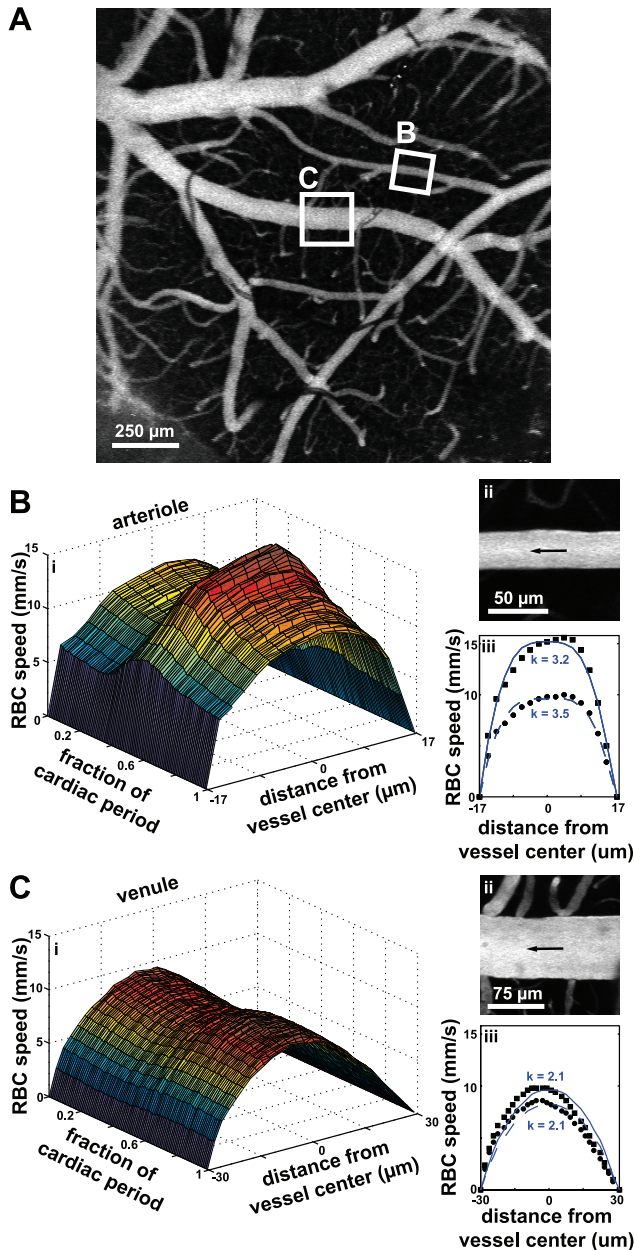 A
B
C
250 µm
B
arteriole
i
RBC speed (mm/s)
15
10
5
0
0.2
0.6
1
fraction of
cardiac period
-17
0
17
distance from
vessel center (µm)
ii
50 µm
iii
RBC speed (mm/s)
15
10
0
k = 3.2
k = 3.5
-17
0
17
distance from
vessel center (um)
C
venule
i
RBC speed (mm/s)
15
10
5
0
0.2
0.6
1
fraction of
cardiac period
-30
0
30
distance from
vessel center (µm)
ii
75 µm
iii
RBC speed (mm/s)
10
0
k = 2.1
k = 2.1
-30
0
30
distance from
vessel center (um)